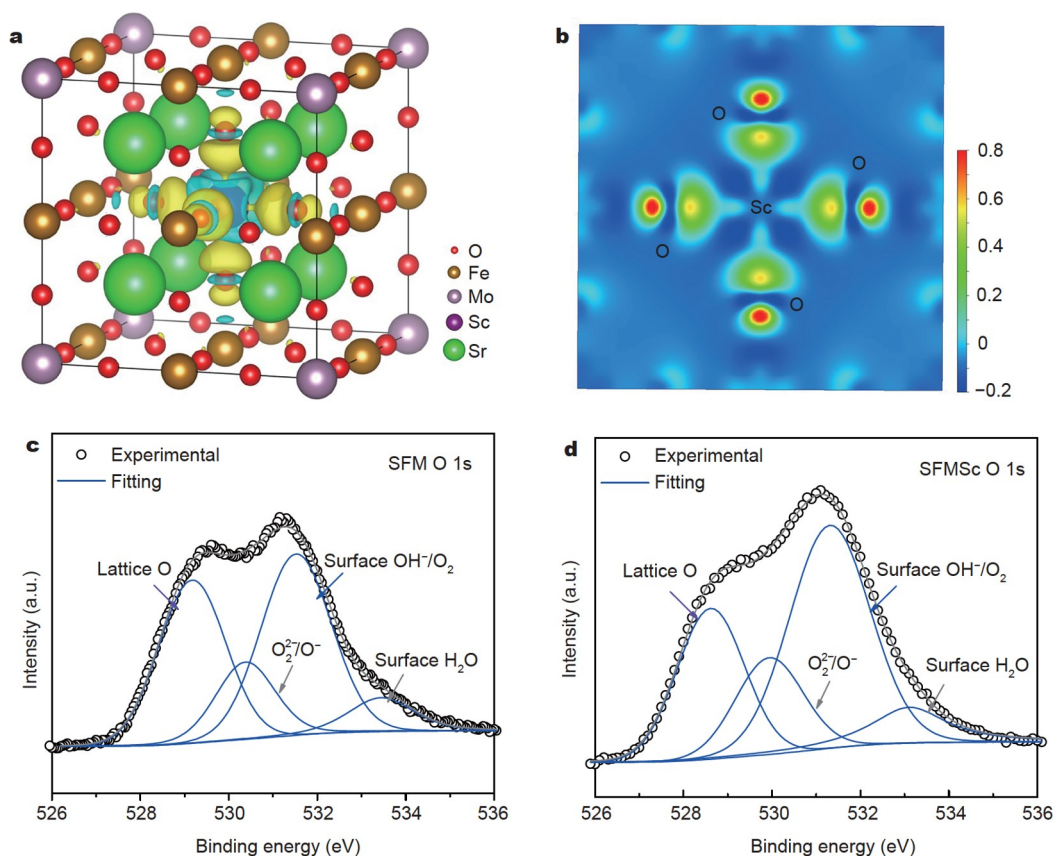 a
O
Fe
Mo
Sc
Sr
b
O
O
Sc
O
O
0.8
0.6
0.4
0.2
0
−0.2
c
Experimental
Fitting
SFM O 1s
Lattice O
Surface OH⁻/O₂
O₂²⁻/O⁻
Surface H₂O
Intensity (a.u.)
526 528 530 532 534 536
Binding energy (eV)
d
Experimental
Fitting
SFMSc O 1s
Lattice O
Surface OH⁻/O₂
O₂²⁻/O⁻
Surface H₂O
Intensity (a.u.)
526 528 530 532 534 536
Binding energy (eV)